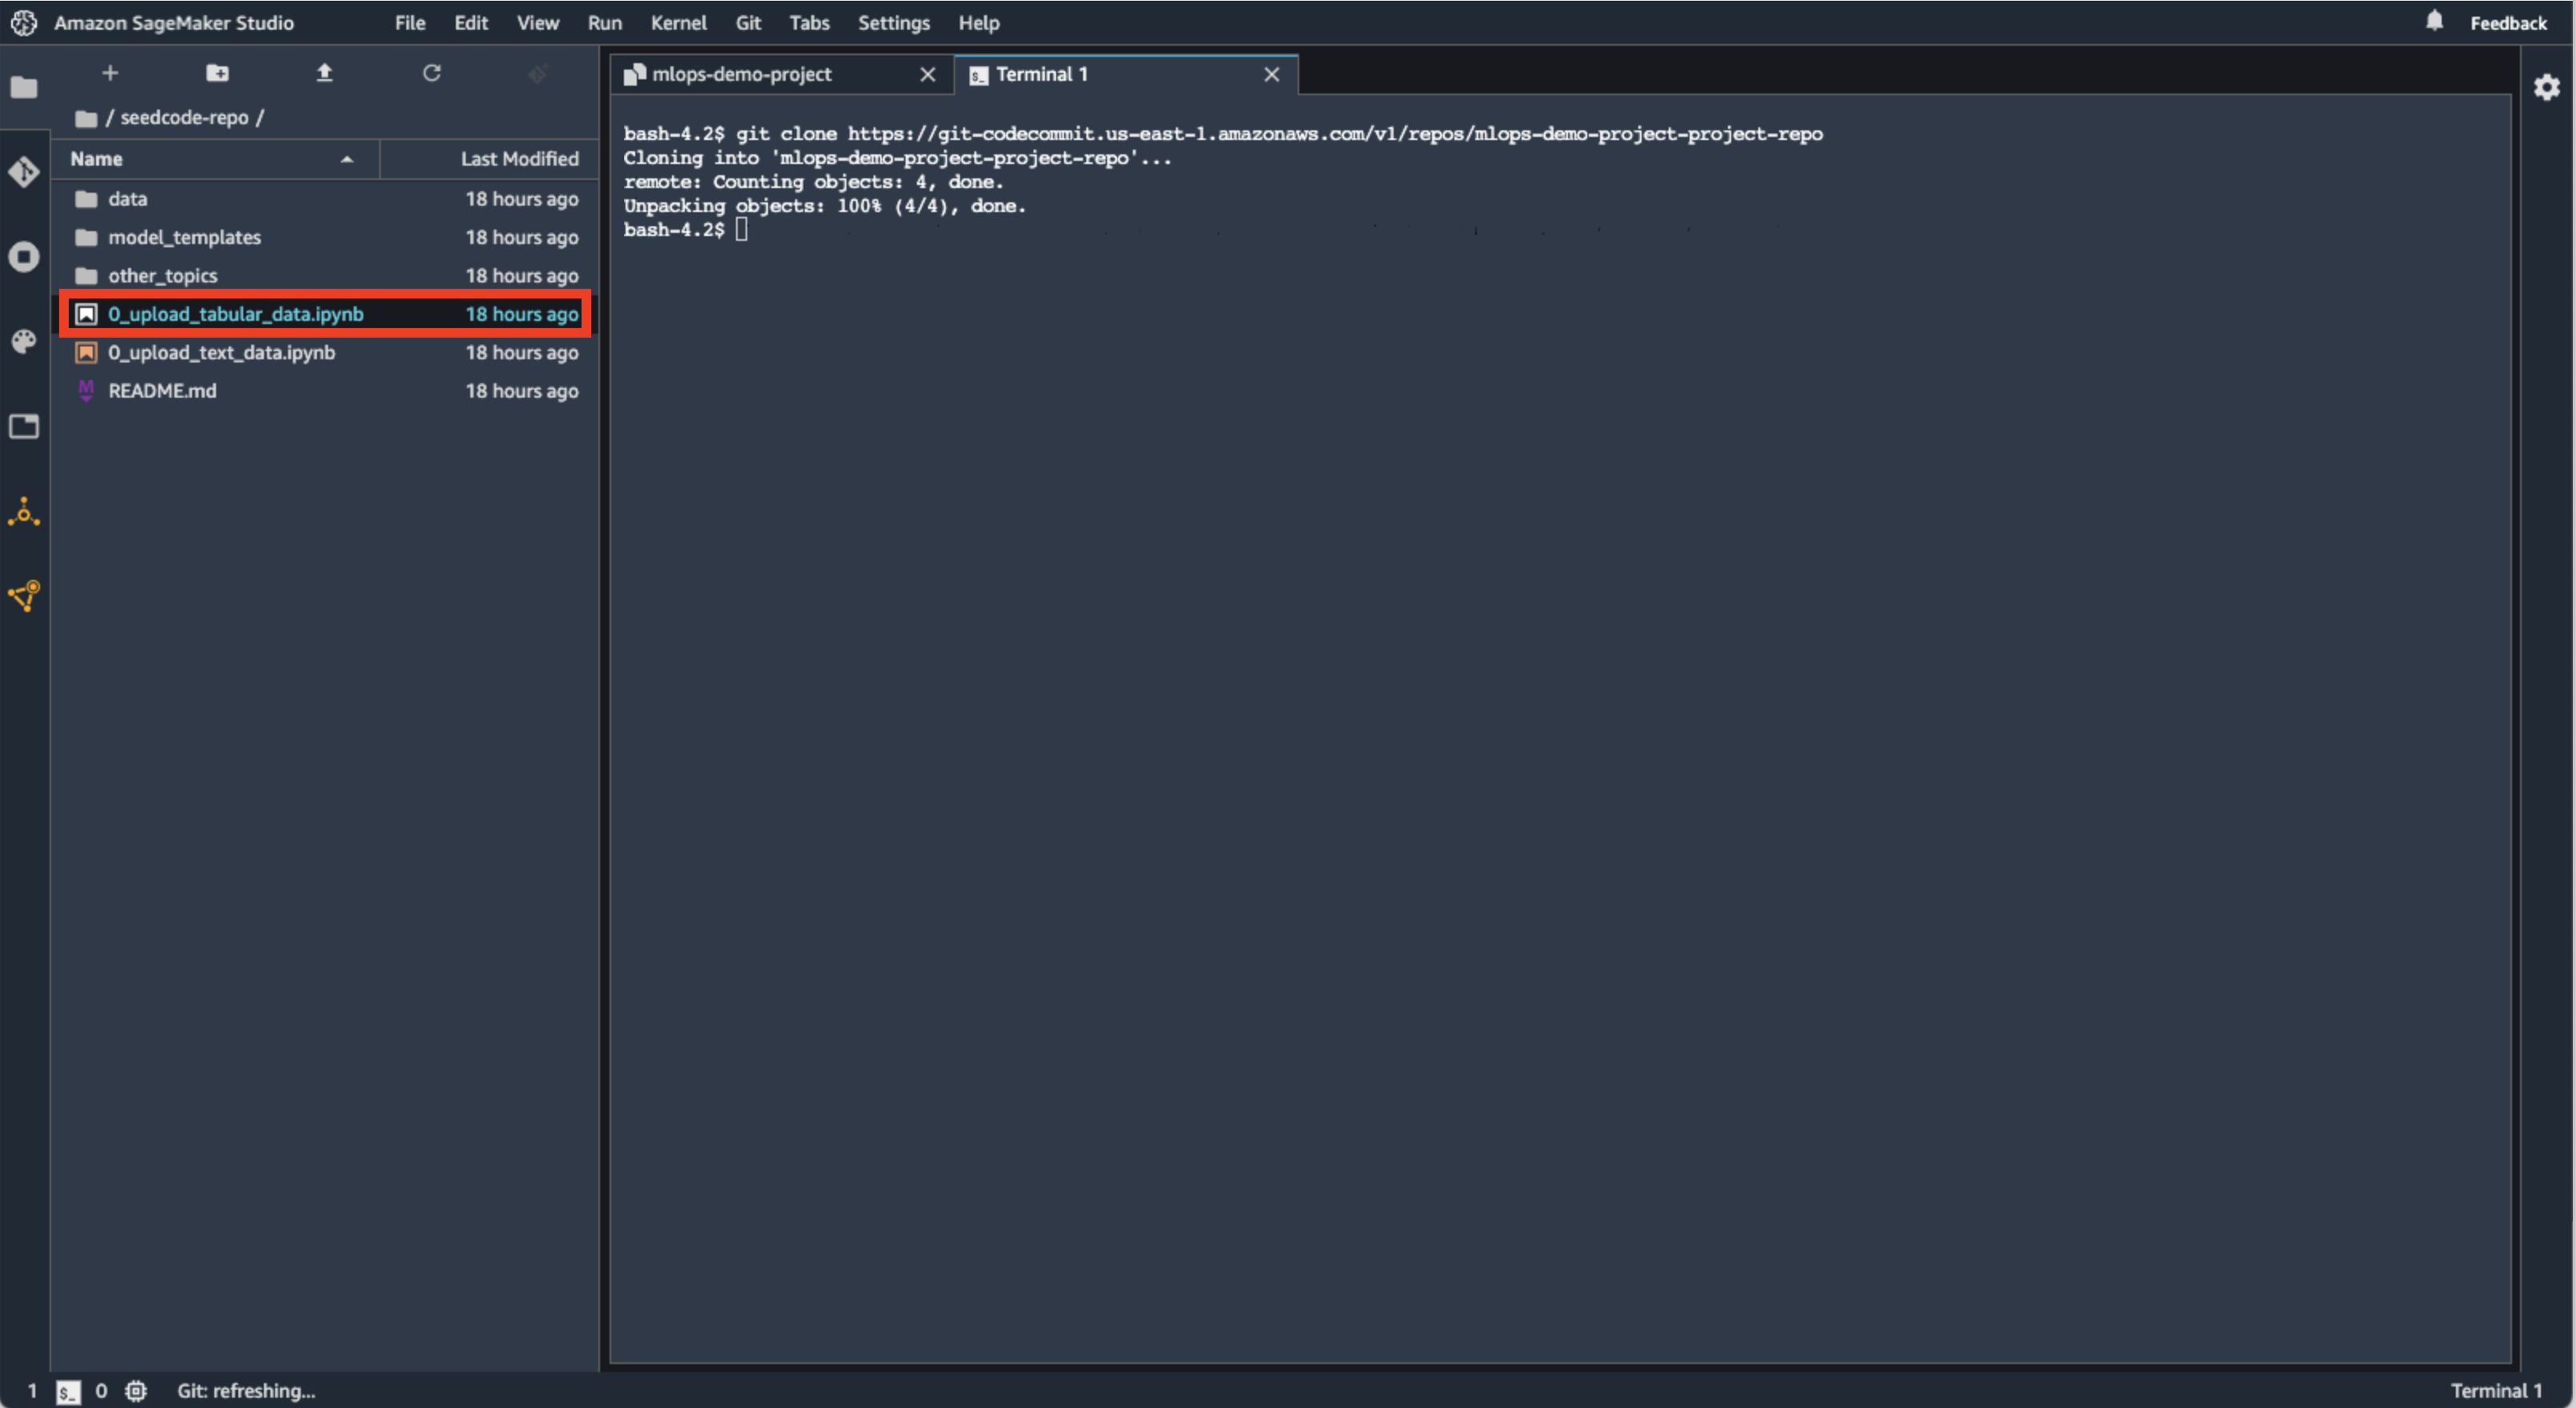 Amazon SageMaker Studio File Edit View Run Kernel Git Tabs Settings Help Feedback
/ seedcode-repo /
Name Last Modified
data 18 hours ago
model_templates 18 hours ago
other_topics 18 hours ago
0_upload_tabular_data.ipynb 18 hours ago
0_upload_text_data.ipynb 18 hours ago
M README.md 18 hours ago
mlops-demo-project $_ Terminal 1
bash-4.2$ git clone https://git-codecommit.us-east-1.amazonaws.com/v1/repos/mlops-demo-project-project-repo
Cloning into 'mlops-demo-project-project-repo'...
remote: Counting objects: 4, done.
Unpacking objects: 100% (4/4), done.
bash-4.2$
1 $_ 0 Git: refreshing... Terminal 1